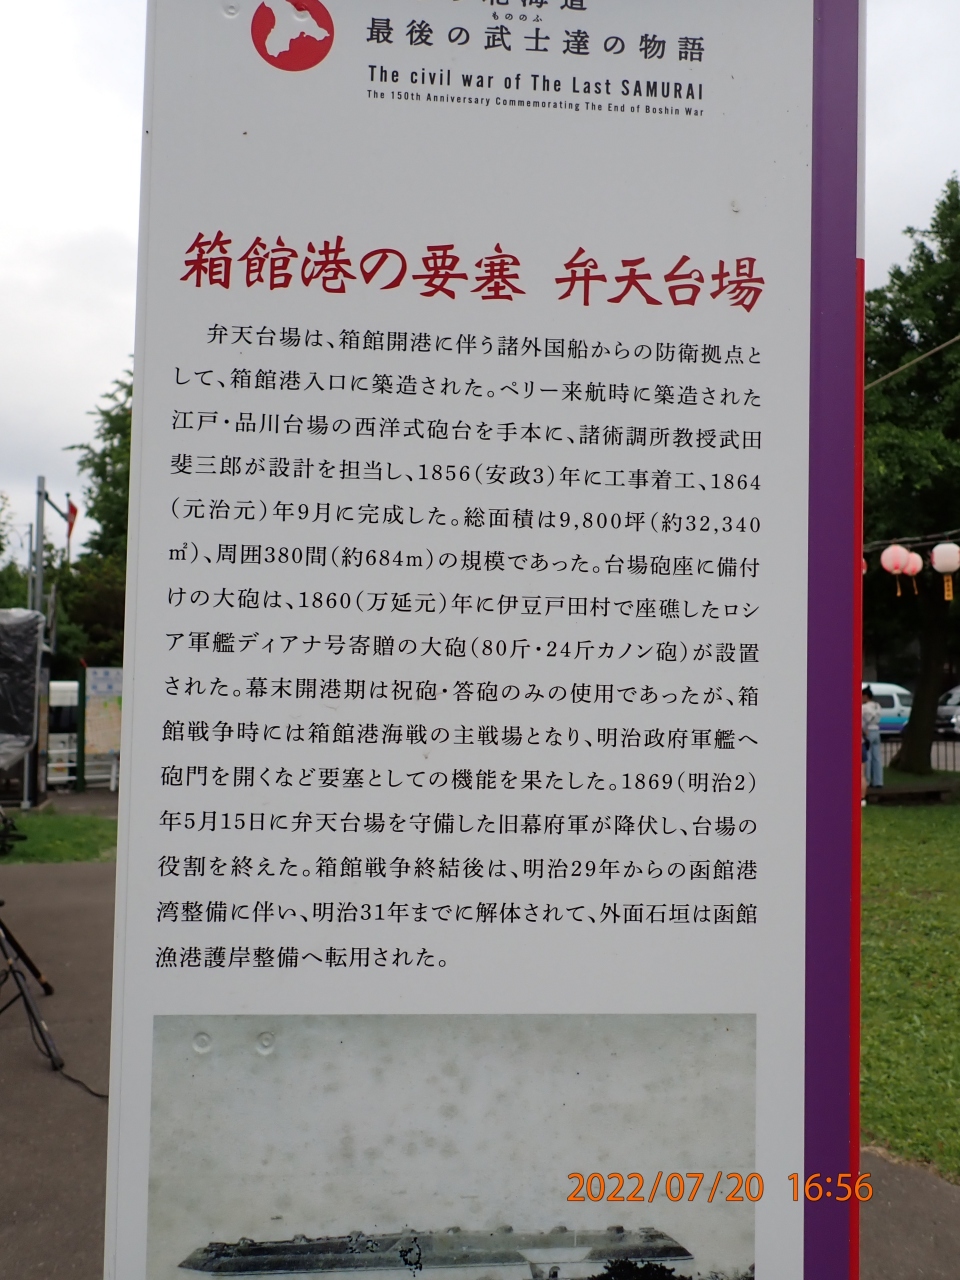 最後の武士達の物語
もののふ
The civil war of The Last SAMURAI
The 150th Anniversary Commemorating The End of Boshin War
箱館港の要塞 弁天台場
弁天台場は、箱館開港に伴う諸外国船からの防衛拠点と
して、箱館港入口に築造された。ペリー来航時に築造された
江戸・品川台場の西洋式砲台を手本に、諸術調所教授武田
斐三郎が設計を担当し、1856(安政3)年に工事着工、1864
(元治元)年9月に完成した。総面積は9,800坪(約32,340
㎡)、周囲380間(約684m)の規模であった。台場砲座に備付
けの大砲は、1860(万延元)年に伊豆戸田村で座礁したロシ
ア軍艦ディアナ号寄贈の大砲(80斤・24斤カノン砲)が設置
された。幕末開港期は祝砲・答砲のみの使用であったが、箱
館戦争時には箱館港海戦の主戦場となり、明治政府軍艦へ
砲門を開くなど要塞としての機能を果たした。1869(明治2)
年5月15日に弁天台場を守備した旧幕府軍が降伏し、台場の
役割を終えた。箱館戦争終結後は、明治29年からの函館港
湾整備に伴い、明治31年までに解体されて、外面石垣は函館
漁港護岸整備へ転用された。
2022/07/20 16:56